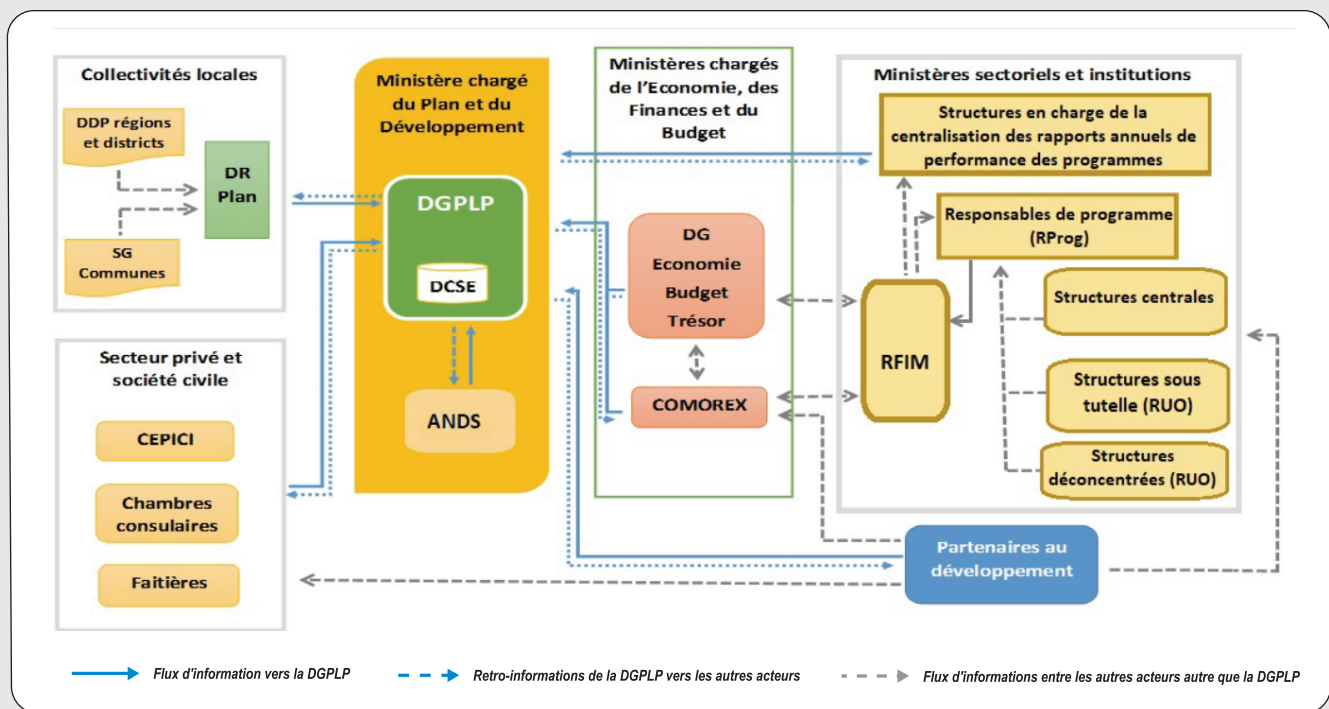 Collectivités locales
DDP régions
et districts
DR
Plan
SG
Communes
Secteur privé et
société civile
CEPICI
Chambres
consulaires
Faitières
Ministère chargé
du Plan et du
Développement
DGPLP
DCSE
ANDS
Ministères chargés
de l'Economie, des
Finances et du
Budget
DG
Economie
Budget
Trésor
COMOREX
Ministères sectoriels et institutions
Structures en charge de la
centralisation des rapports annuels de
performance des programmes
Responsables de programme
(RProg)
RFIM
Structures centrales
Structures sous
tutelle (RUO)
Structures
déconcentrées (RUO)
Partenaires au
développement
Flux d'information vers la DGPLP
Retro-informations de la DGPLP vers les autres acteurs
Flux d'informations entre les autres acteurs autre que la DGPLP